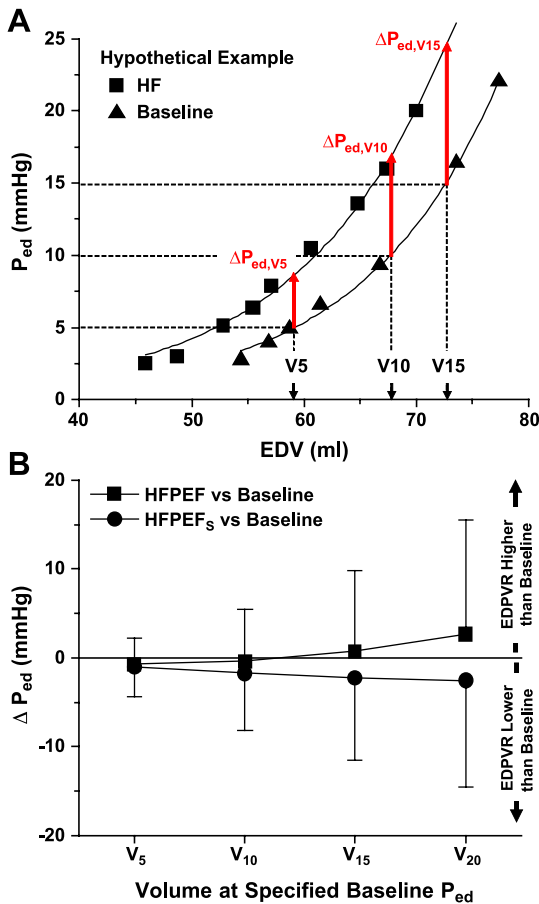 A
Hypothetical Example
HF
Baseline
ΔPed,V15
ΔPed,V10
ΔPed,V5
Ped (mmHg)
25
20
15
10
5
0
V5 V10 V15
40 50 60 70 80
EDV (ml)
B
HFPEF vs Baseline
HFPEFS vs Baseline
Δ Ped (mmHg)
20
10
0
-10
-20
EDPVR Higher
than Baseline
EDPVR Lower
than Baseline
V5 V10 V15 V20
Volume at Specified Baseline Ped